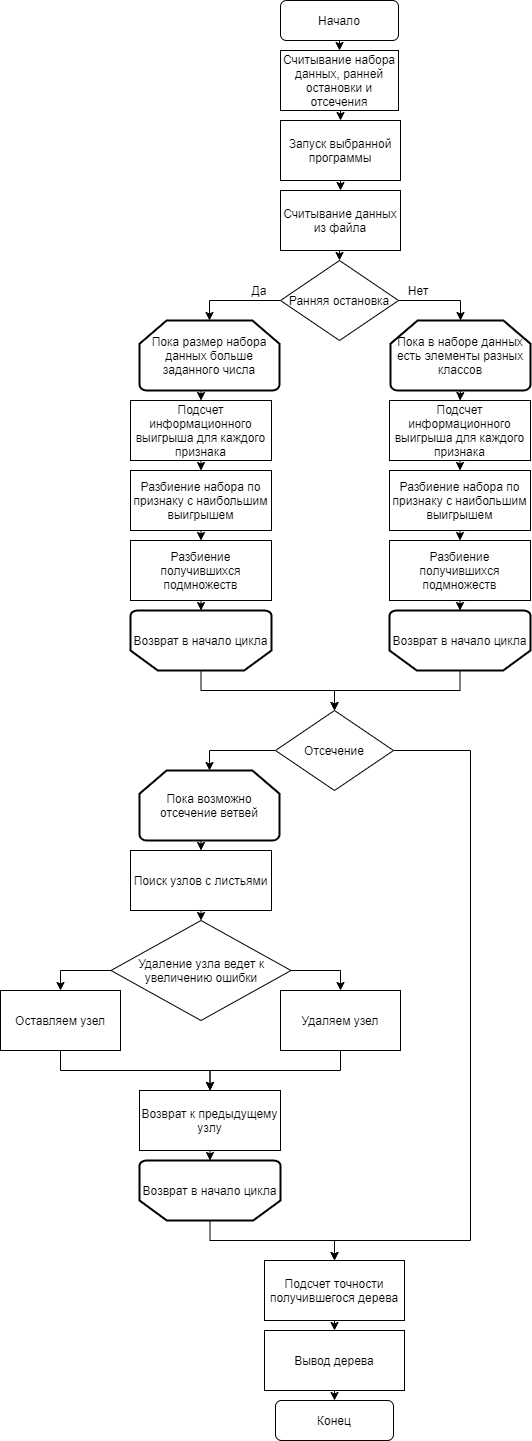 Начало
Считывание набора
данных, ранней
остановки и
отсечения
Запуск выбранной
программы
Считывание данных
из файла
Ранняя остановка
Да
Нет
Пока размер набора
данных больше
заданного числа
Подсчет
информационного
выигрыша для каждого
признака
Разбиение набора по
признаку с наибольшим
выигрышем
Разбиение
получившихся
подмножеств
Возврат в начало цикла
Пока в наборе данных
есть элементы разных
классов
Подсчет
информационного
выигрыша для каждого
признака
Разбиение набора по
признаку с наибольшим
выигрышем
Разбиение
получившихся
подмножеств
Возврат в начало цикла
Отсечение
Пока возможно
отсечение ветвей
Поиск узлов с листьями
Удаление узла ведет к
увеличению ошибки
Оставляем узел
Удаляем узел
Возврат к предыдущему
узлу
Возврат в начало цикла
Подсчет точности
получившегося дерева
Вывод дерева
Конец